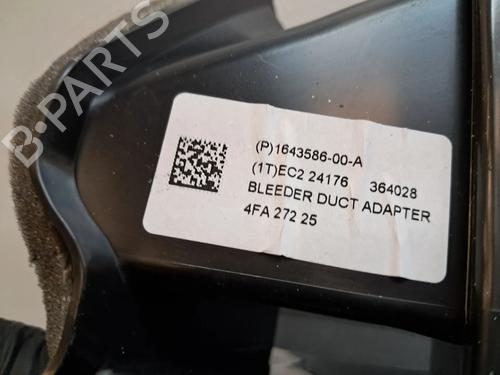 B-PARTS
(P)1643586-00-A
(1T)EC2 24176 364028
BLEEDER DUCT ADAPTER
4FA 272 25